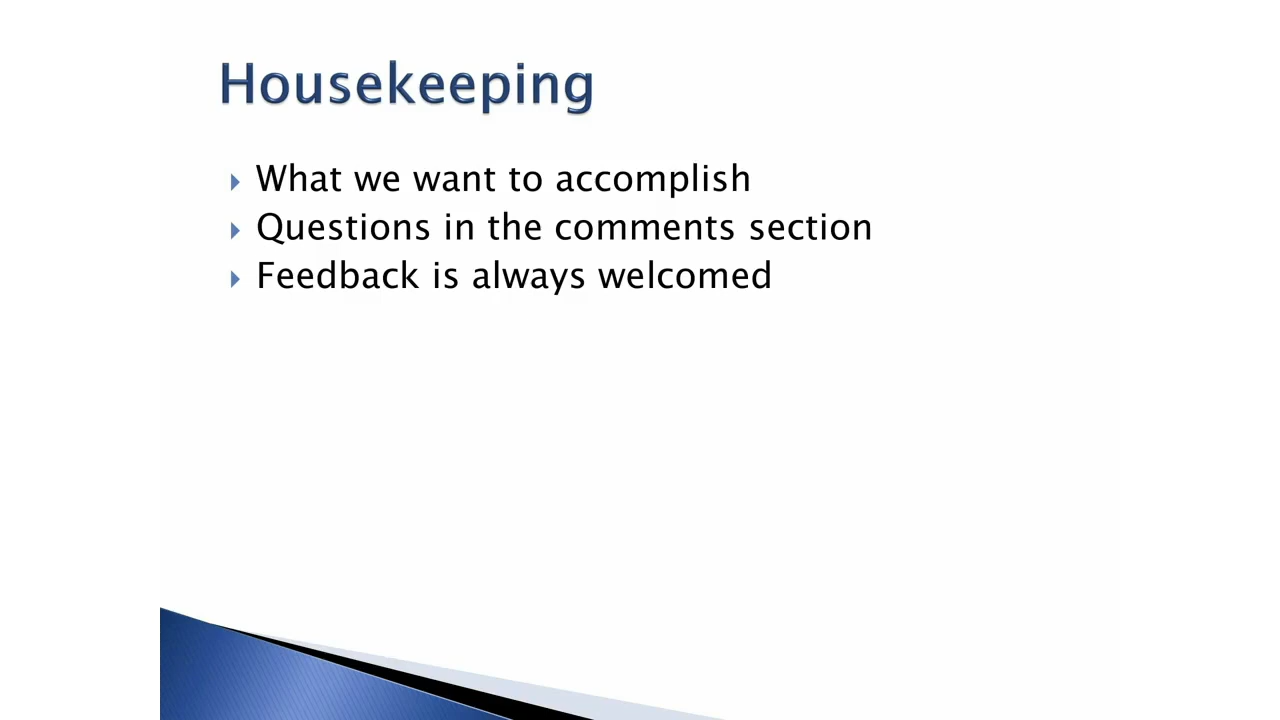 Housekeeping
What we want to accomplish
Questions in the comments section
Feedback is always welcomed